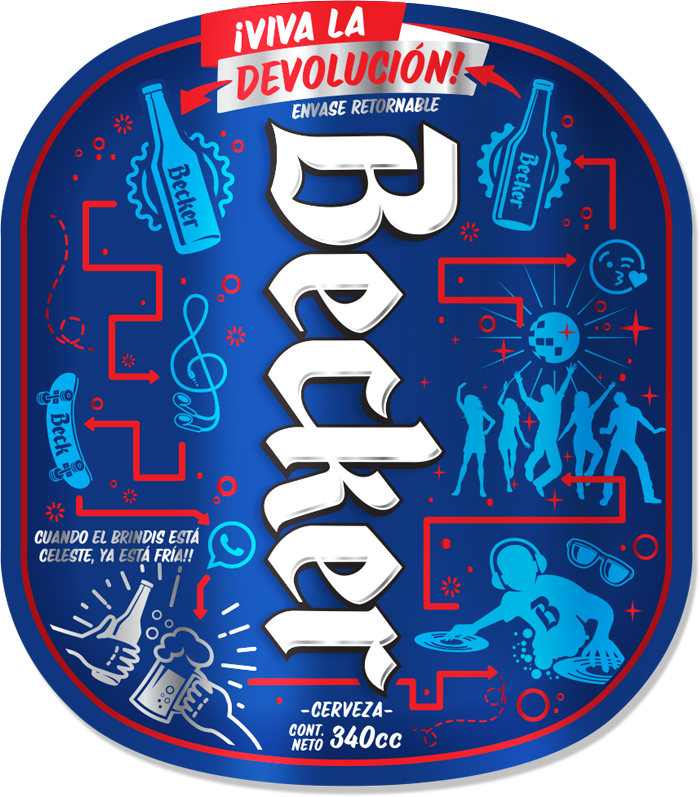 ¡VIVA LA
DEVOLUCIÓN!
ENVASE RETORNABLE
Becker
Becker
Becker
Beck
CUANDO EL BRINDIS ESTÁ
CELESTE, YA ESTÁ FRÍA!!
B
-CERVEZA-
CONT.
NETO 340cc